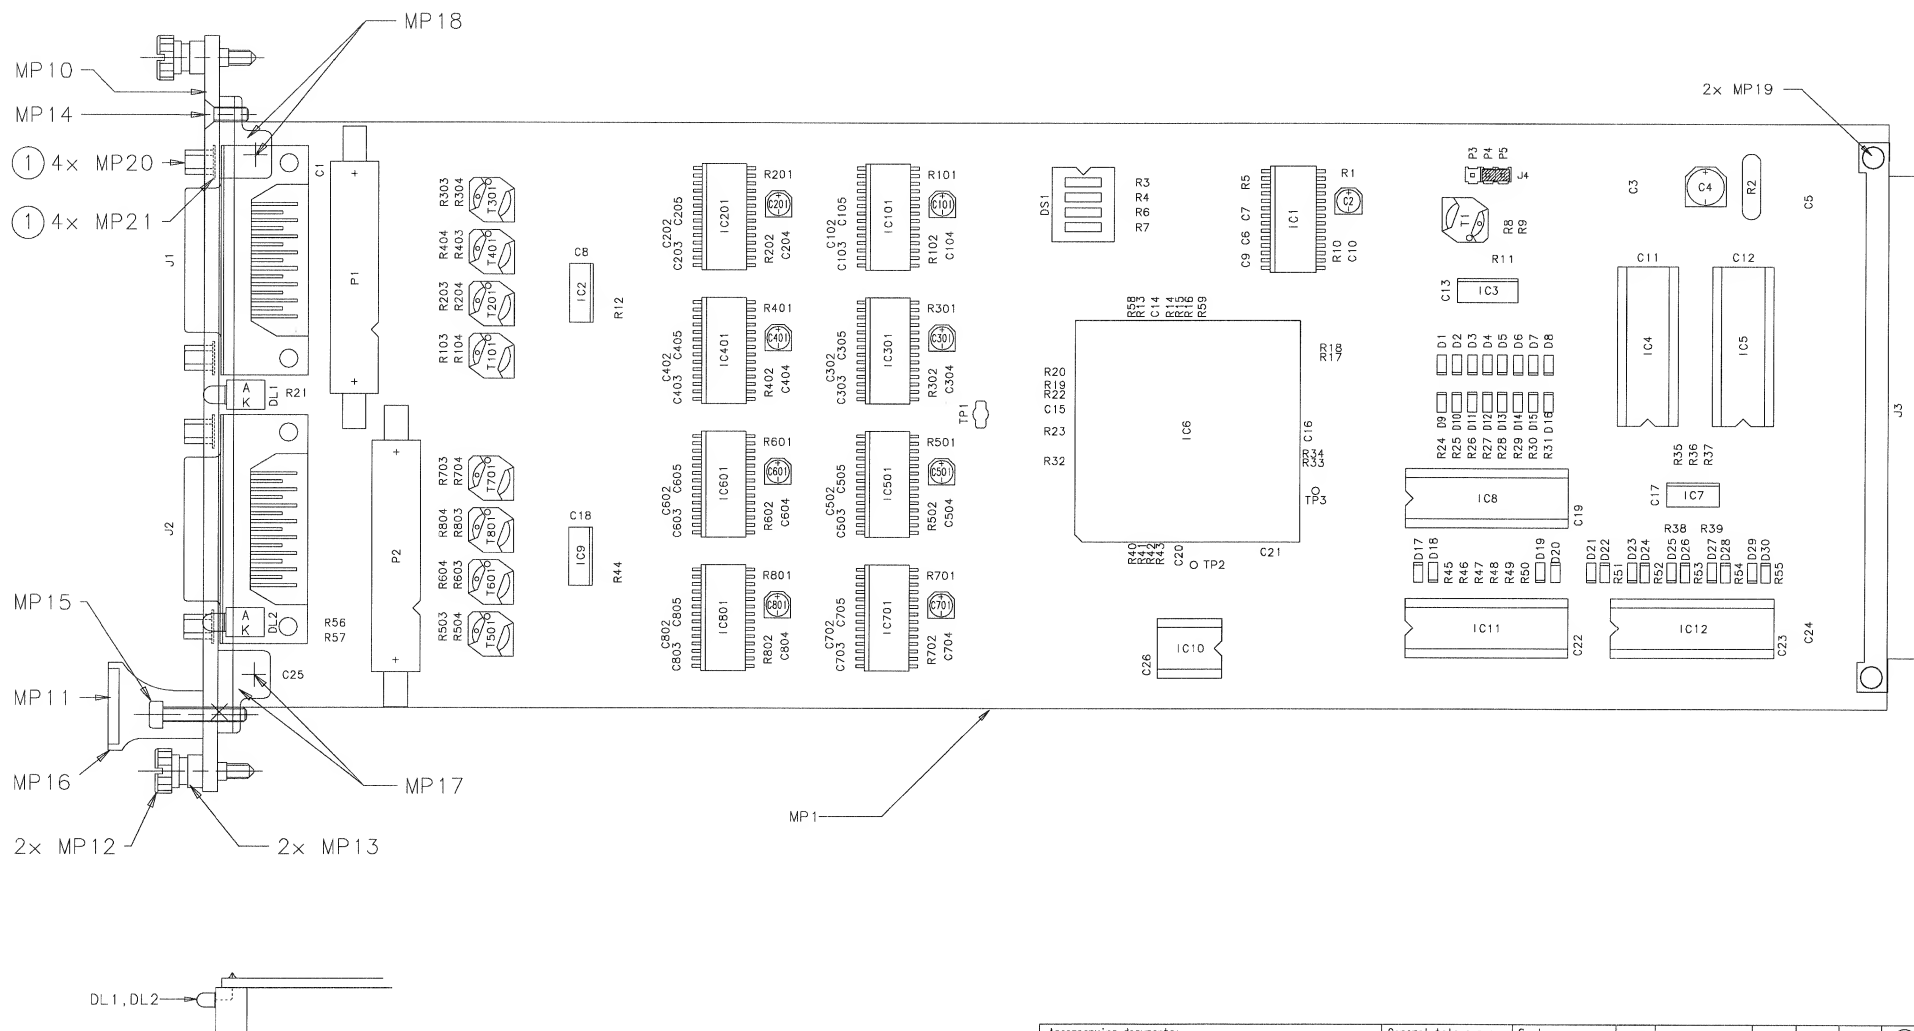 MP18
MP10
MP14
1 4x MP20
1 4x MP21
2x MP19
J1
C1
+
P1
+
R303
R304
T301
R404
R403
T401
R203
R204
T201
R103
R104
T101
C8
IC2
R12
C202
C203
C205
IC201
R201
C201
R202
C204
C102
C103
C105
IC101
R101
C101
R102
C104
DS1
R3
R4
R6
R7
R5
C7
C6
C9
IC1
R1
C2
R10
C10
P3
P4
P5
J4
T1
R8
R9
R11
C13
IC3
C3
C4
R2
C5
C11
IC4
C12
IC5
J3
C402
C403
C405
IC401
R401
C401
R402
C404
C302
C303
C305
IC301
R301
C301
R302
C304
TP1
R58
R13
C14
R14
R15
R16
R59
R18
R17
R20
R19
R22
C15
R23
R32
IC6
C16
R34
R33
TP3
D1
D2
D3
D4
D5
D6
D7
D8
D9
D10
D11
D12
D13
D14
D15
D16
R24
R25
R26
R27
R28
R29
R30
R31
IC8
C19
R35
R36
R37
C17
IC7
R38
R39
A
K
DL1
R21
J2
+
P2
+
R703
R704
T701
R804
R803
T801
R604
R603
T601
R503
R504
T501
C18
IC9
R44
C602
C603
C605
IC601
R601
C601
R602
C604
C502
C503
C505
IC501
R501
C501
R502
C504
C802
C803
C805
IC801
R801
C801
R802
C804
C702
C703
C705
IC701
R701
C701
R702
C704
R40
R41
R42
R43
C20
TP2
C21
C26
IC10
D17
D18
R45
R46
R47
R48
R49
R50
D19
D20
D21
D22
R51
D23
D24
R52
D25
D26
R53
D27
D28
R54
D29
D30
R55
IC11
C22
IC12
C23
C24
A
K
DL2
R56
R57
C25
MP15
MP11
MP16
MP17
2x MP12
2x MP13
MP1
DL1,DL2